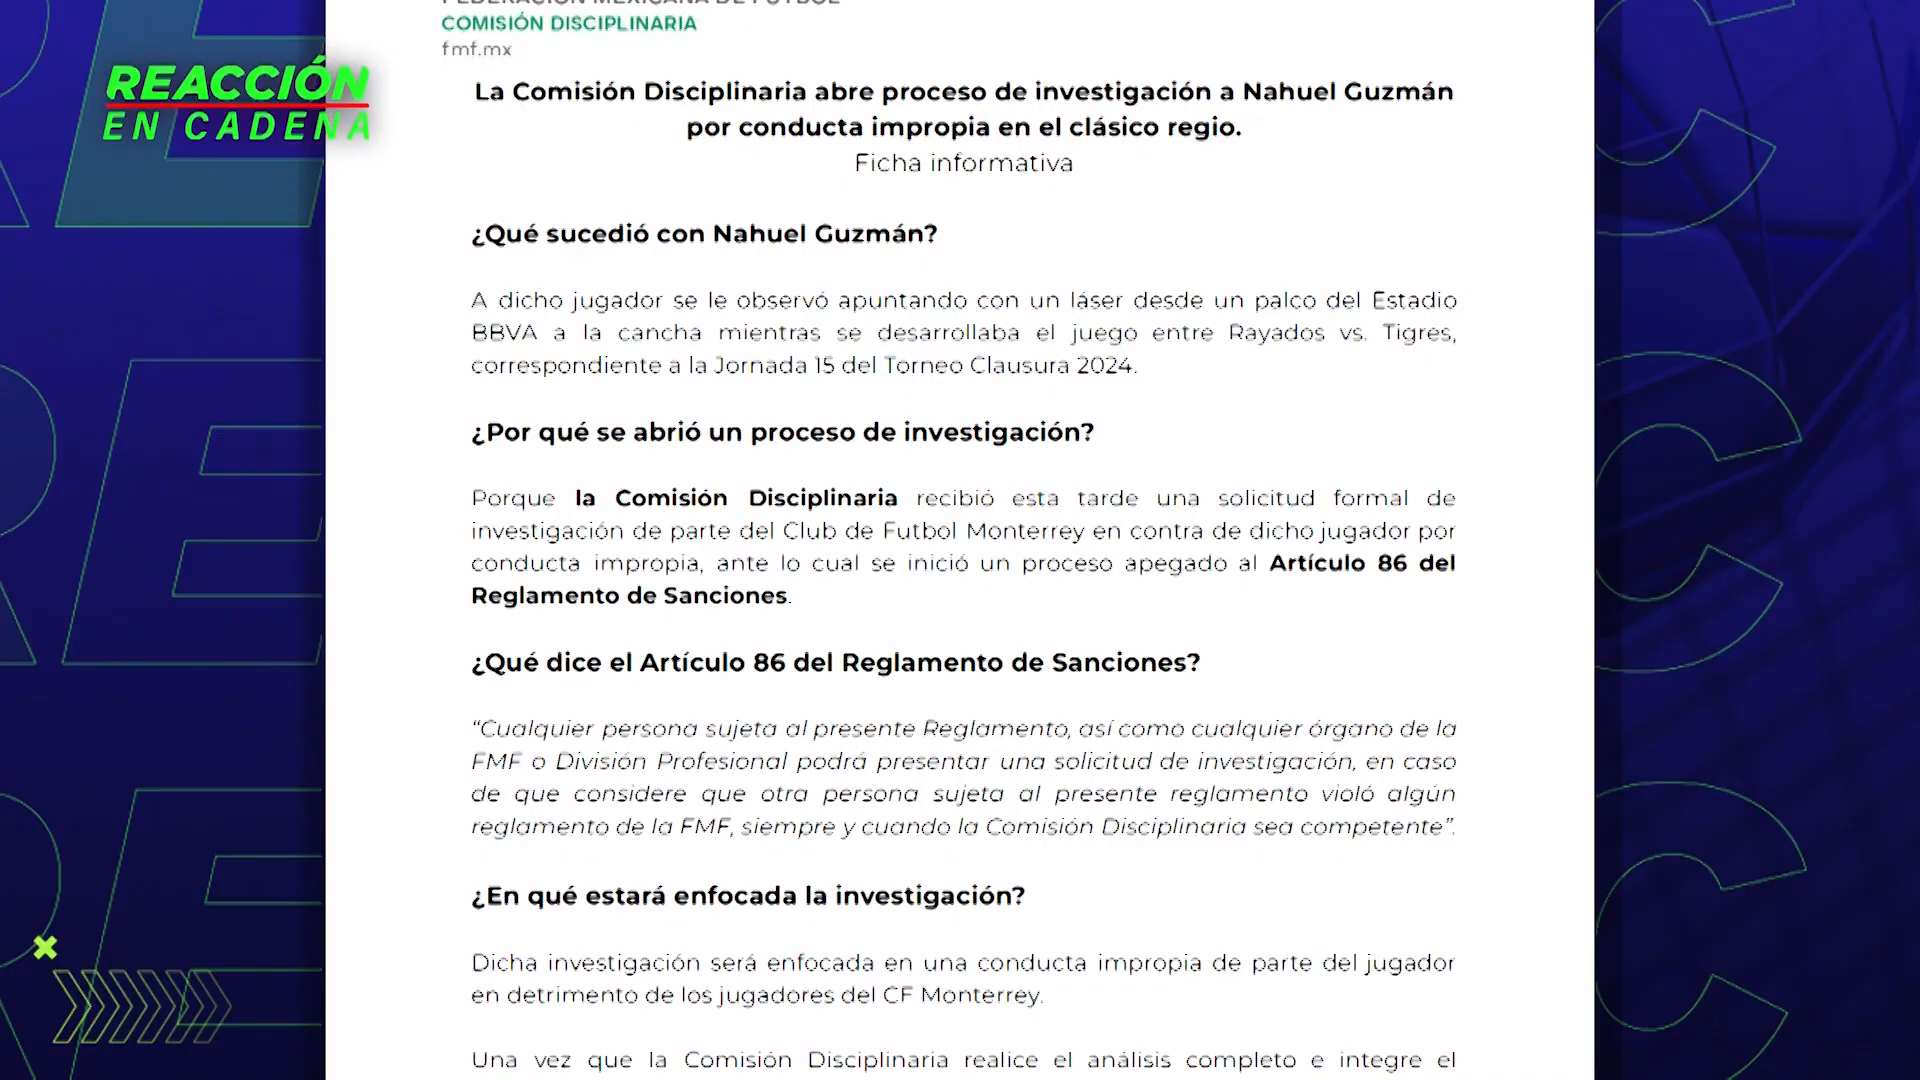 FEDERACIÓN MEXICANA DE FUTBOL
COMISIÓN DISCIPLINARIA
fmf.mx
REACCIÓN
EN CADENA
La Comisión Disciplinaria abre proceso de investigación a Nahuel Guzmán
por conducta impropia en el clásico regio.
Ficha informativa
¿Qué sucedió con Nahuel Guzmán?
A dicho jugador se le observó apuntando con un láser desde un palco del Estadio
BBVA a la cancha mientras se desarrollaba el juego entre Rayados vs. Tigres,
correspondiente a la Jornada 15 del Torneo Clausura 2024.
¿Por qué se abrió un proceso de investigación?
Porque la Comisión Disciplinaria recibió esta tarde una solicitud formal de
investigación de parte del Club de Futbol Monterrey en contra de dicho jugador por
conducta impropia, ante lo cual se inició un proceso apegado al Artículo 86 del
Reglamento de Sanciones.
¿Qué dice el Artículo 86 del Reglamento de Sanciones?
“Cualquier persona sujeta al presente Reglamento, así como cualquier órgano de la
FMF o División Profesional podrá presentar una solicitud de investigación, en caso
de que considere que otra persona sujeta al presente reglamento violó algún
reglamento de la FMF, siempre y cuando la Comisión Disciplinaria sea competente”.
¿En qué estará enfocada la investigación?
Dicha investigación será enfocada en una conducta impropia de parte del jugador
en detrimento de los jugadores del CF Monterrey.
Una vez que la Comisión Disciplinaria realice el análisis completo e integre el